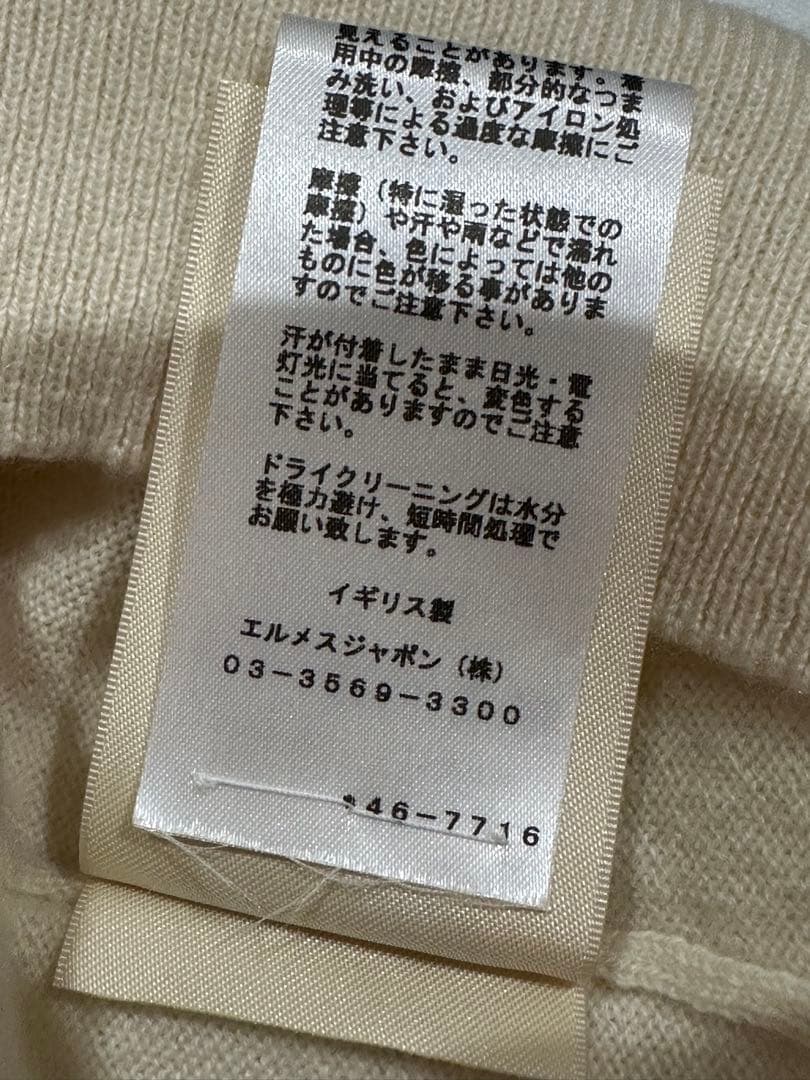 見えることがあります。着
用中の摩擦、部分的なつま
み洗い、およびアイロン処
理等による過度な摩擦にご
注意下さい。
摩擦（特に湿った状態での
摩擦）や汗や雨などで濡れ
た場合、色によっては他の
ものに色が移る事がありま
すのでご注意下さい。
汗が付着したまま日光・電
灯光に当てると、変色する
ことがありますのでご注意
下さい。
ドライクリーニングは水分
を極力避け、短時間処理で
お願い致します。
イギリス製
エルメスジャポン（株）
03-3569-3300
*46-7716